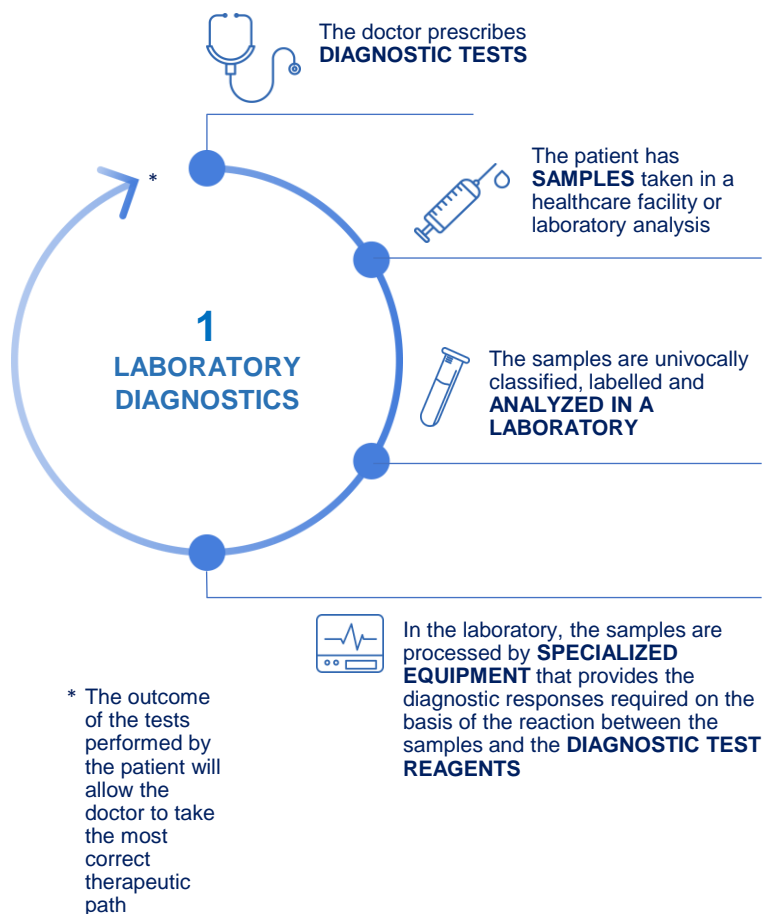 The doctor prescribes
DIAGNOSTIC TESTS
*
The patient has
SAMPLES taken in a
healthcare facility or
laboratory analysis
1
LABORATORY
DIAGNOSTICS
The samples are univocally
classified, labelled and
ANALYZED IN A
LABORATORY
In the laboratory, the samples are
processed by SPECIALIZED
EQUIPMENT that provides the
diagnostic responses required on the
basis of the reaction between the
samples and the DIAGNOSTIC TEST
REAGENTS
* The outcome
of the tests
performed by
the patient will
allow the
doctor to take
the most
correct
therapeutic
path